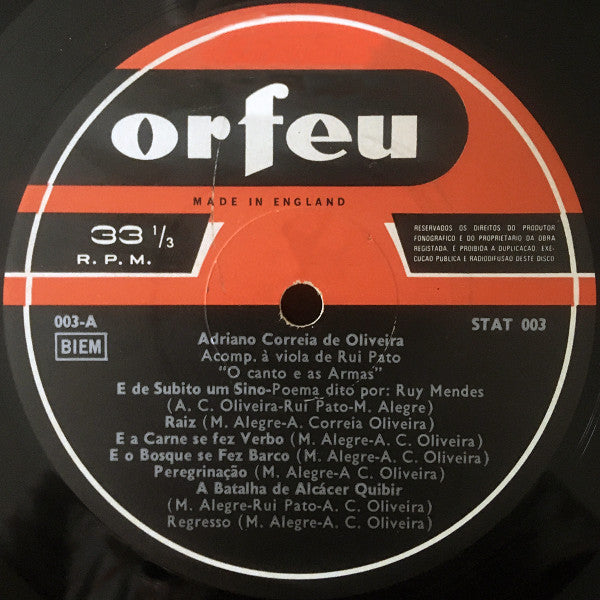 orfeu
MADE IN ENGLAND
33 1/3
R. P. M.
RESERVADOS OS DIREITOS DO PRODUTOR
FONOGRAFICO E DO PROPRIETARIO DA OBRA
REGISTADA. É PROIBIDA A DUPLICAÇÃO, EXE-
CUÇAO PUBLICA E RADIODIFUSAO DESTE DISCO
003-A
BIEM
STAT 003
Adriano Correia de Oliveira
Acomp. à viola de Rui Pato
"O canto e as Armas"
E de Subito um Sino-Poema dito por: Ruy Mendes
(A. C. Oliveira-Rui Pato-M. Alegre)
Raiz (M. Alegre-A. Correia Oliveira)
E a Carne se fez Verbo (M. Alegre-A. C. Oliveira)
E o Bosque se Fez Barco (M. Alegre-A. C. Oliveira)
Peregrinação (M. Alegre-A C. Oliveira)
A Batalha de Alcácer Quibir
(M. Alegre-Rui Pato-A. C. Oliveira)
Regresso (M. Alegre-A. C. Oliveira)